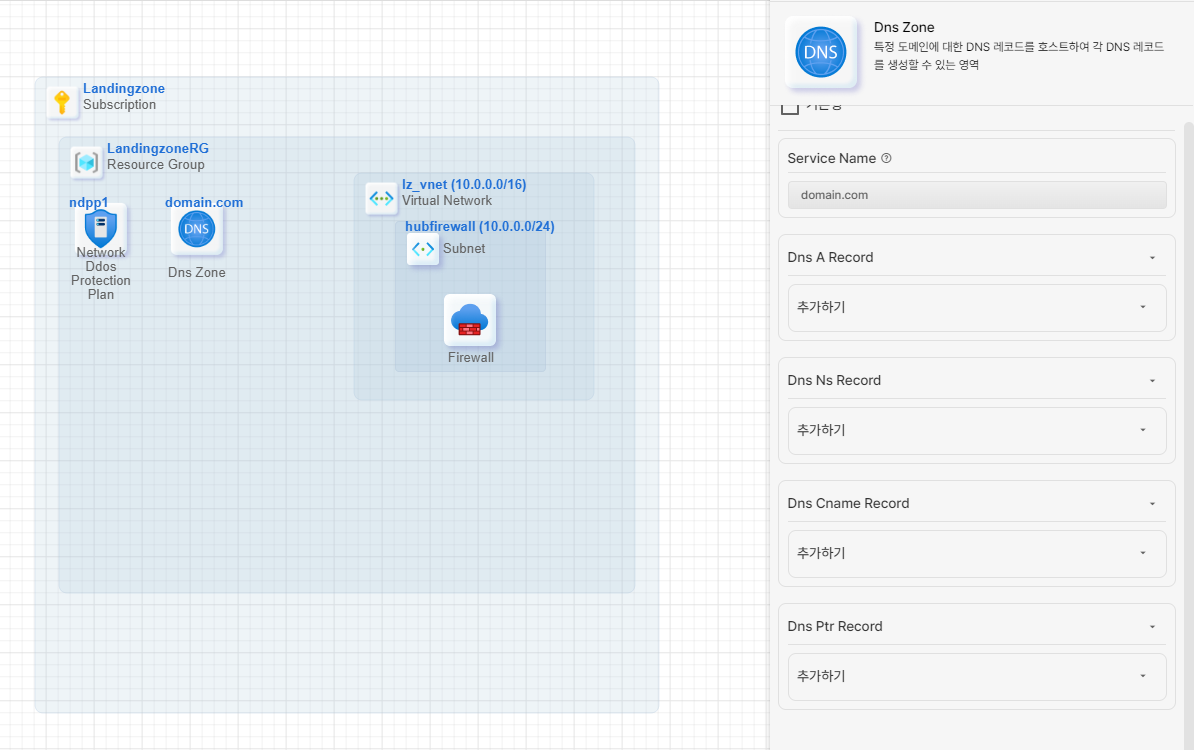 Landingzone
Subscription
LandingzoneRG
Resource Group
ndpp1
Network
Ddos
Protection
Plan
domain.com
DNS
Dns Zone
lz_vnet (10.0.0.0/16)
Virtual Network
hubfirewall (10.0.0.0/24)
Subnet
Firewall
DNS
Dns Zone
특정 도메인에 대한 DNS 레코드를 호스트하여 각 DNS 레코드
를 생성할 수 있는 영역
Service Name ?
domain.com
Dns A Record
추가하기
Dns Ns Record
추가하기
Dns Cname Record
추가하기
Dns Ptr Record
추가하기